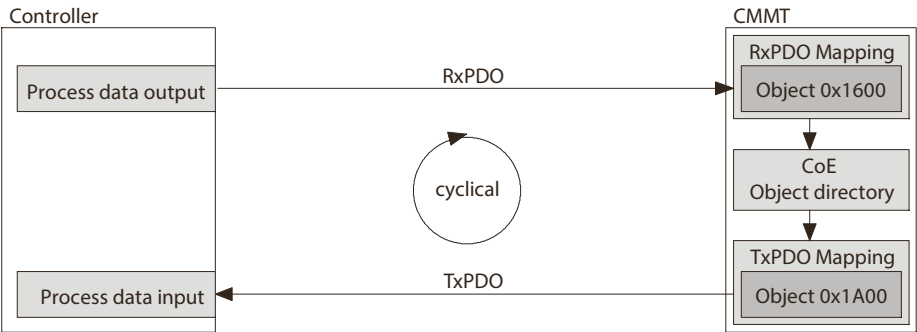 Controller
CMMT
Process data output
RxPDO
RxPDO Mapping
Object 0x1600
cyclical
CoE
Object directory
Process data input
TxPDO
TxPDO Mapping
Object 0x1A00